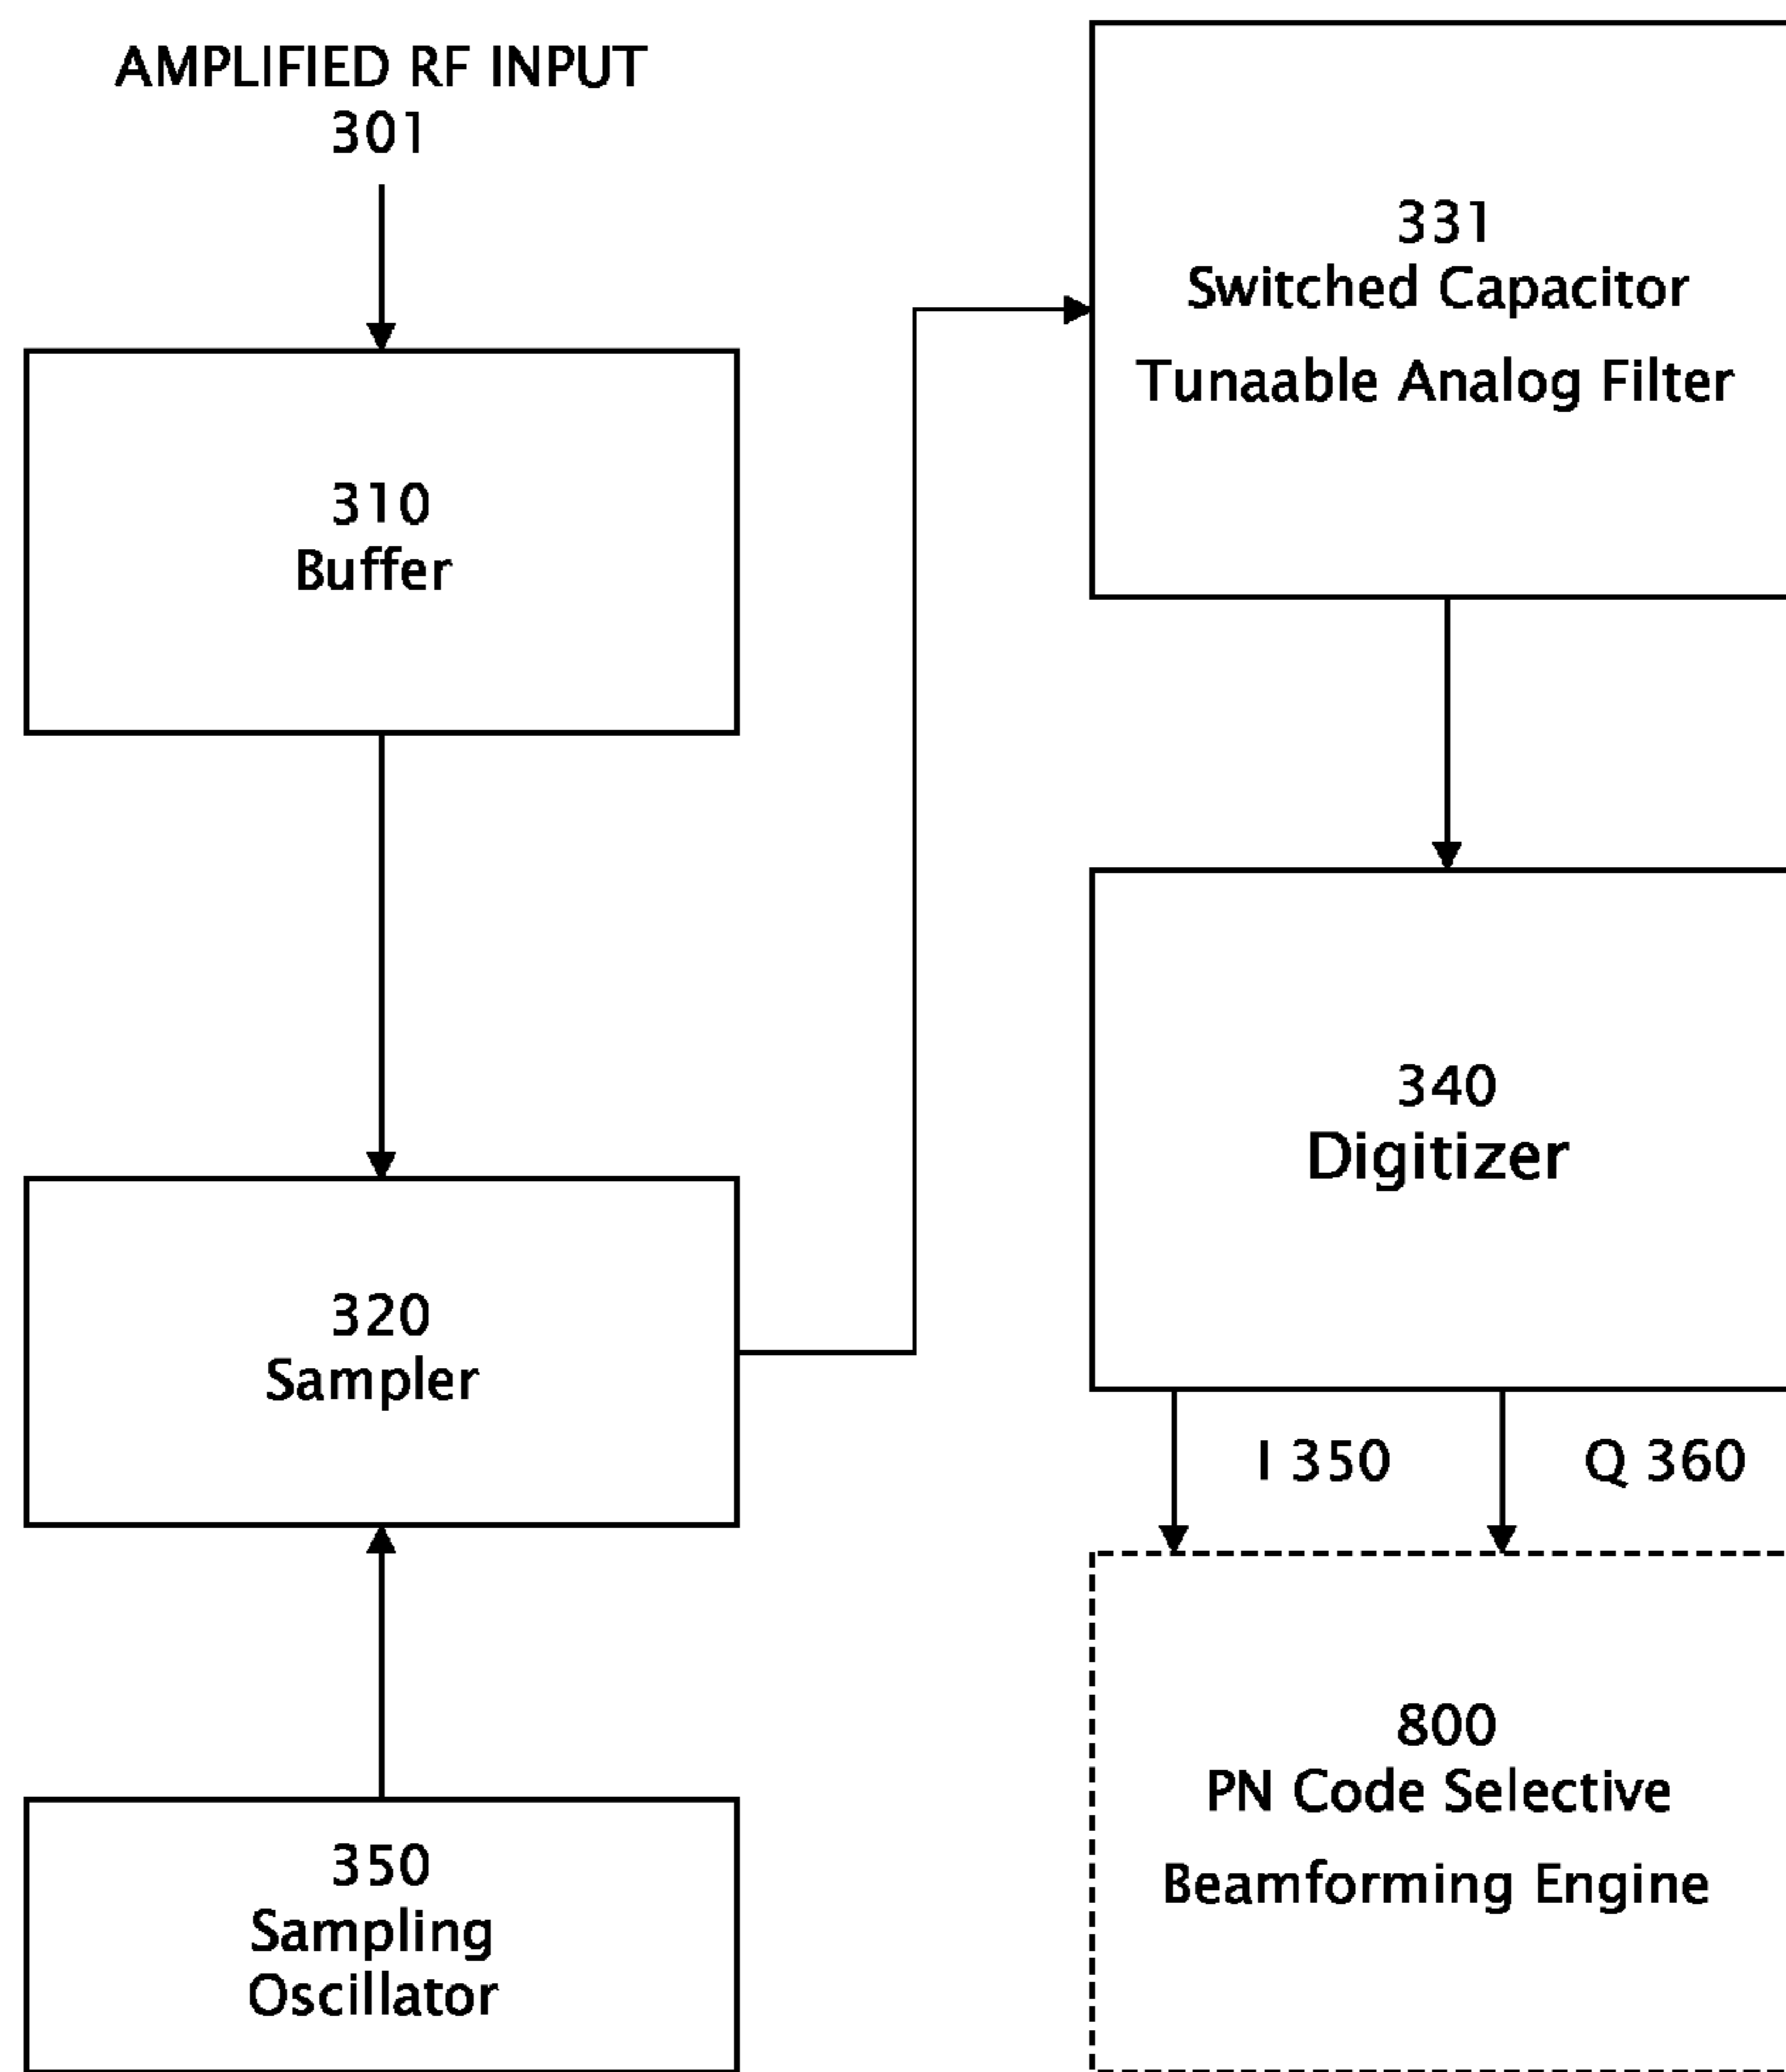 AMPLIFIED RF INPUT
301
310
Buffer
320
Sampler
350
Sampling
Oscillator
331
Switched Capacitor
Tunaable Analog Filter
340
Digitizer
I 350
Q 360
800
PN Code Selective
Beamforming Engine